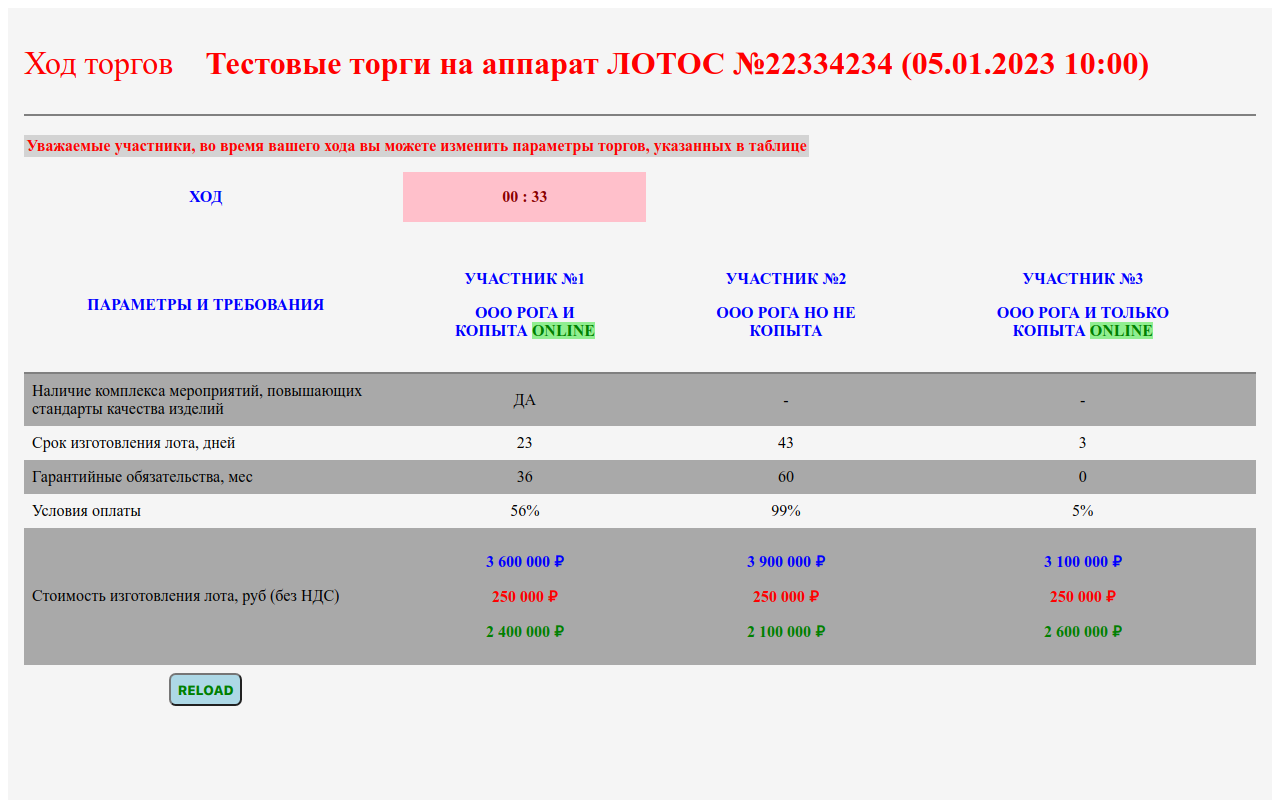 Ход торгов Тестовые торги на аппарат ЛОТОС №22334234 (05.01.2023 10:00)
Уважаемые участники, во время вашего хода вы можете изменить параметры торгов, указанных в таблице
ХОД 00 : 33
ПАРАМЕТРЫ И ТРЕБОВАНИЯ
УЧАСТНИК №1 УЧАСТНИК №2 УЧАСТНИК №3
ООО РОГА И ООО РОГА НО НЕ ООО РОГА И ТОЛЬКО
КОПЫТА ONLINE КОПЫТА КОПЫТА ONLINE
Наличие комплекса мероприятий, повышающих
стандарты качества изделий
ДА - -
Срок изготовления лота, дней 23 43 3
Гарантийные обязательства, мес 36 60 0
Условия оплаты 56% 99% 5%
Стоимость изготовления лота, руб (без НДС)
3 600 000 ₽ 3 900 000 ₽ 3 100 000 ₽
250 000 ₽ 250 000 ₽ 250 000 ₽
2 400 000 ₽ 2 100 000 ₽ 2 600 000 ₽
RELOAD